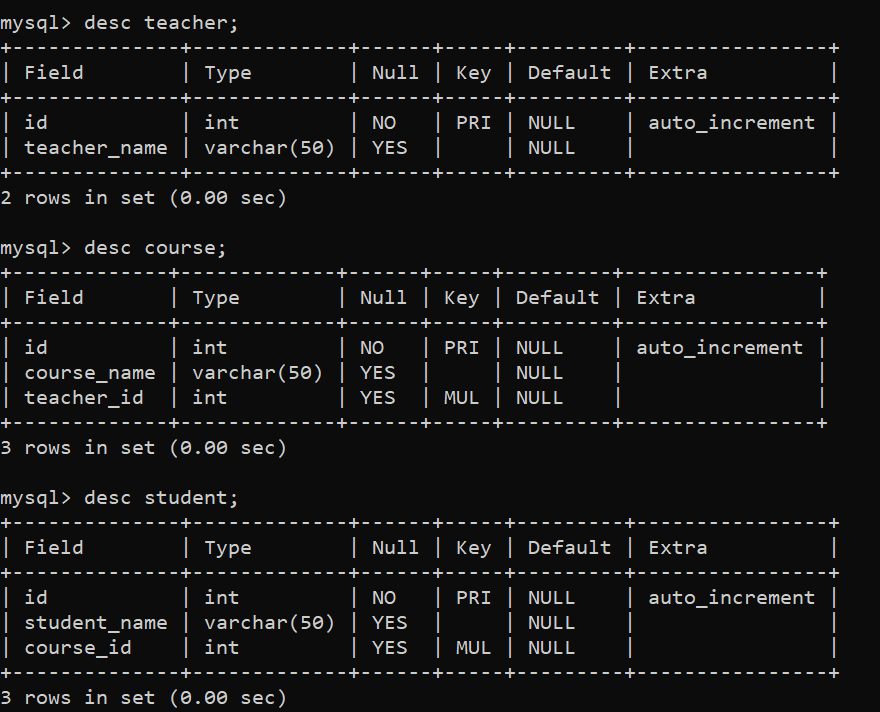 mysql> desc teacher;
+--------------+-------------+------+-----+---------+----------------+
| Field        | Type        | Null | Key | Default | Extra          |
+--------------+-------------+------+-----+---------+----------------+
| id           | int         | NO   | PRI | NULL    | auto_increment |
| teacher_name | varchar(50) | YES  |     | NULL    |                |
+--------------+-------------+------+-----+---------+----------------+
2 rows in set (0.00 sec)
mysql> desc course;
+-------------+-------------+------+-----+---------+----------------+
| Field       | Type        | Null | Key | Default | Extra          |
+-------------+-------------+------+-----+---------+----------------+
| id          | int         | NO   | PRI | NULL    | auto_increment |
| course_name | varchar(50) | YES  |     | NULL    |                |
| teacher_id  | int         | YES  | MUL | NULL    |                |
+-------------+-------------+------+-----+---------+----------------+
3 rows in set (0.00 sec)
mysql> desc student;
+--------------+-------------+------+-----+---------+----------------+
| Field        | Type        | Null | Key | Default | Extra          |
+--------------+-------------+------+-----+---------+----------------+
| id           | int         | NO   | PRI | NULL    | auto_increment |
| student_name | varchar(50) | YES  |     | NULL    |                |
| course_id    | int         | YES  | MUL | NULL    |                |
+--------------+-------------+------+-----+---------+----------------+
3 rows in set (0.00 sec)